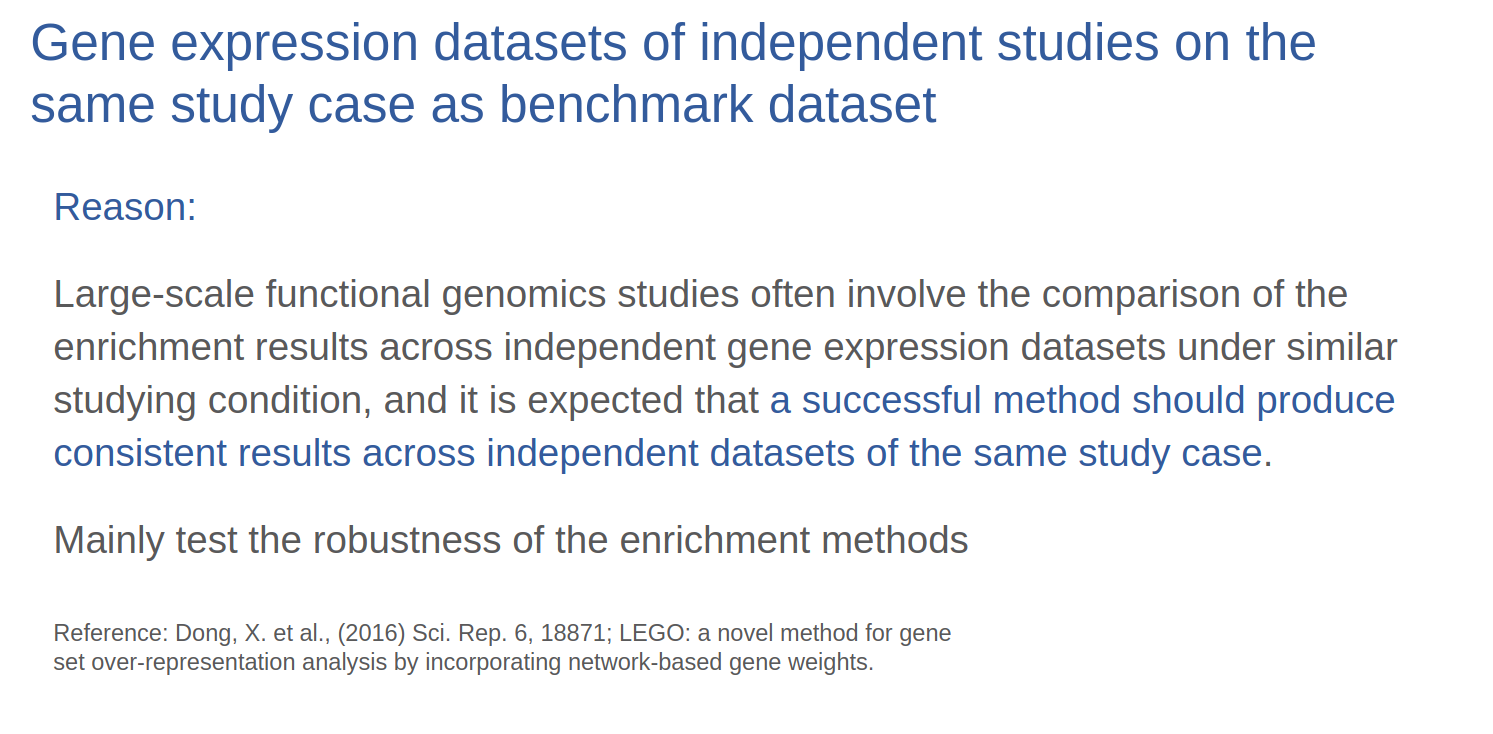 Gene expression datasets of independent studies on the
same study case as benchmark dataset
Reason:
Large-scale functional genomics studies often involve the comparison of the
enrichment results across independent gene expression datasets under similar
studying condition, and it is expected that a successful method should produce
consistent results across independent datasets of the same study case.
Mainly test the robustness of the enrichment methods
Reference: Dong, X. et al., (2016) Sci. Rep. 6, 18871; LEGO: a novel method for gene
set over-representation analysis by incorporating network-based gene weights.